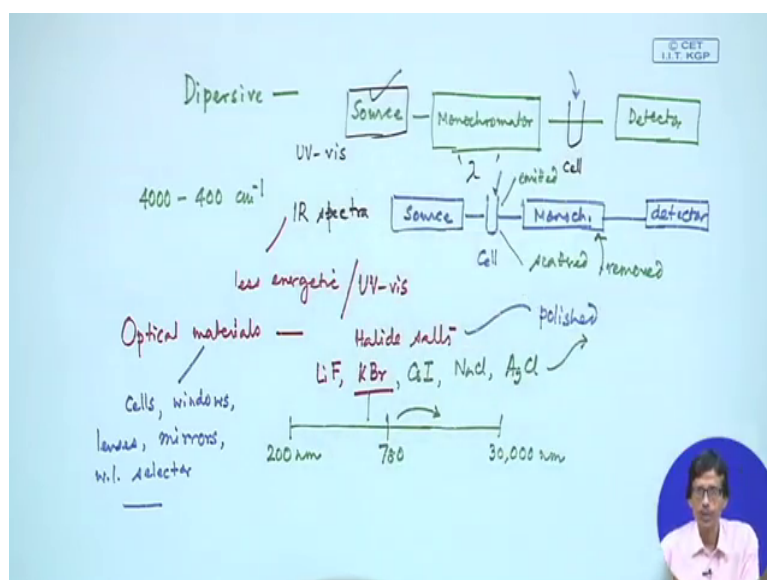 © CET
I.I.T. KGP
Dipersive — Source Monochromator Cell Detector
UV-vis
λ
emitted
4000 - 400 cm⁻¹ IR spectra Source Cell Monoch. detector
scattered removed
less energetic / UV-vis
Optical materials — Halide salts polished
LiF, KBr, CsI, NaCl, AgCl
Cells, windows,
lenses, mirrors,
w.l. selector
200 nm 780 30,000 nm